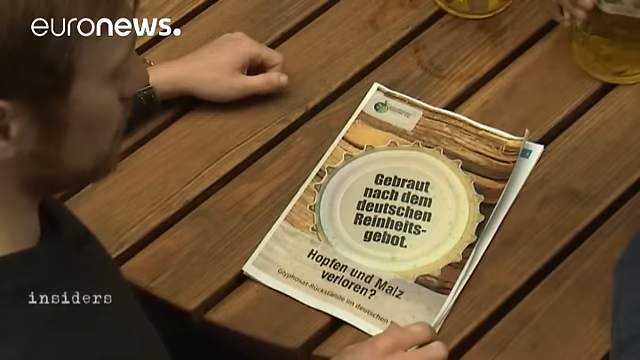 euronews.
Gebraut
nach dem
deutschen
Reinheits-
gebot.
Hopfen und Malz
verloren?
Glyphosat-Rückstände im deutschen
insiders